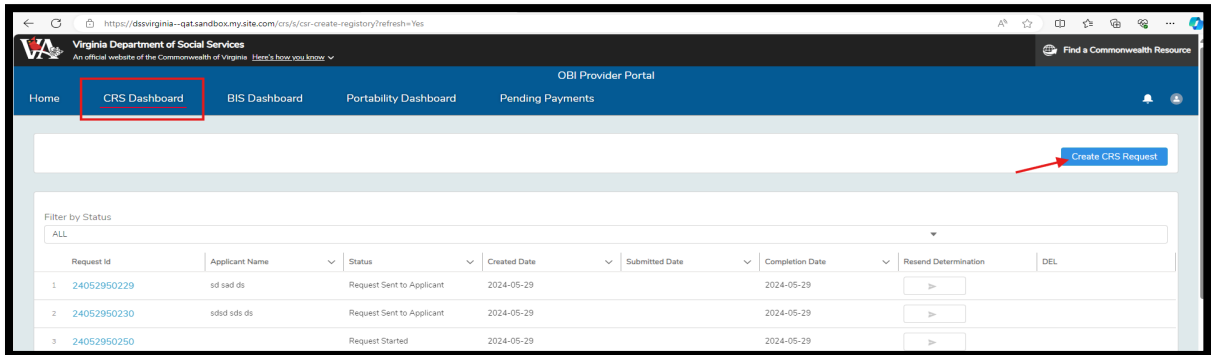 https://dssvirginia--qat.sandbox.my.site.com/crs/s/csr-create-registory?refresh=Yes
VA
Virginia Department of Social Services
An official website of the Commonwealth of Virginia Here's how you know
Find a Commonwealth Resource
OBI Provider Portal
Home CRS Dashboard BIS Dashboard Portability Dashboard Pending Payments
Create CRS Request
Filter by Status
ALL
Request Id Applicant Name Status Created Date Submitted Date Completion Date Resend Determination DEL
1 24052950229 sd sad ds Request Sent to Applicant 2024-05-29 2024-05-29
2 24052950230 sdsd sds ds Request Sent to Applicant 2024-05-29 2024-05-29
3 24052950250 Request Started 2024-05-29 2024-05-29